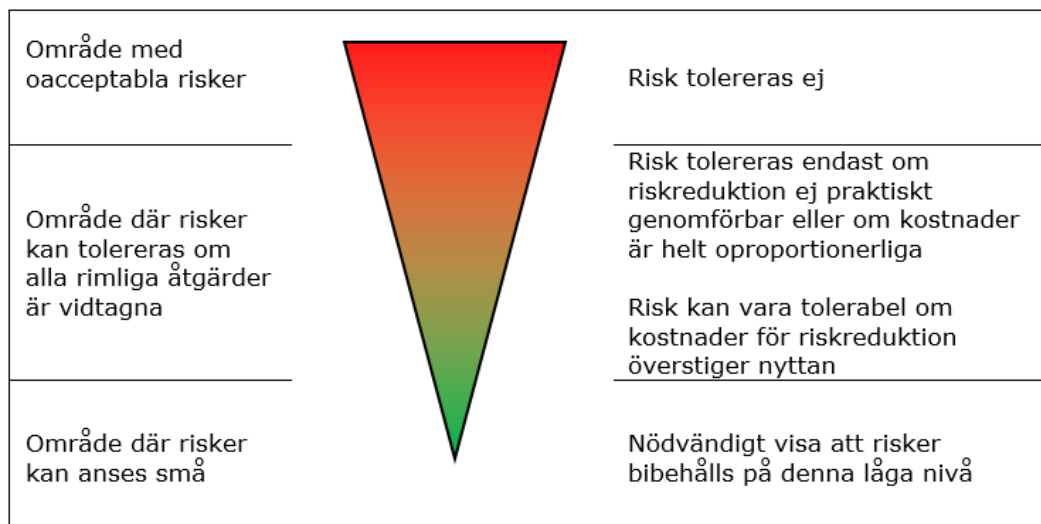 Område med
oacceptabla risker
Risk tolereras ej
Område där risker
kan tolereras om
alla rimliga åtgärder
är vidtagna
Risk tolereras endast om
riskreduktion ej praktiskt
genomförbar eller om kostnader
är helt oproportionerliga
Risk kan vara tolerabel om
kostnader för riskreduktion
överstiger nyttan
Område där risker
kan anses små
Nödvändigt visa att risker
bibehålls på denna låga nivå